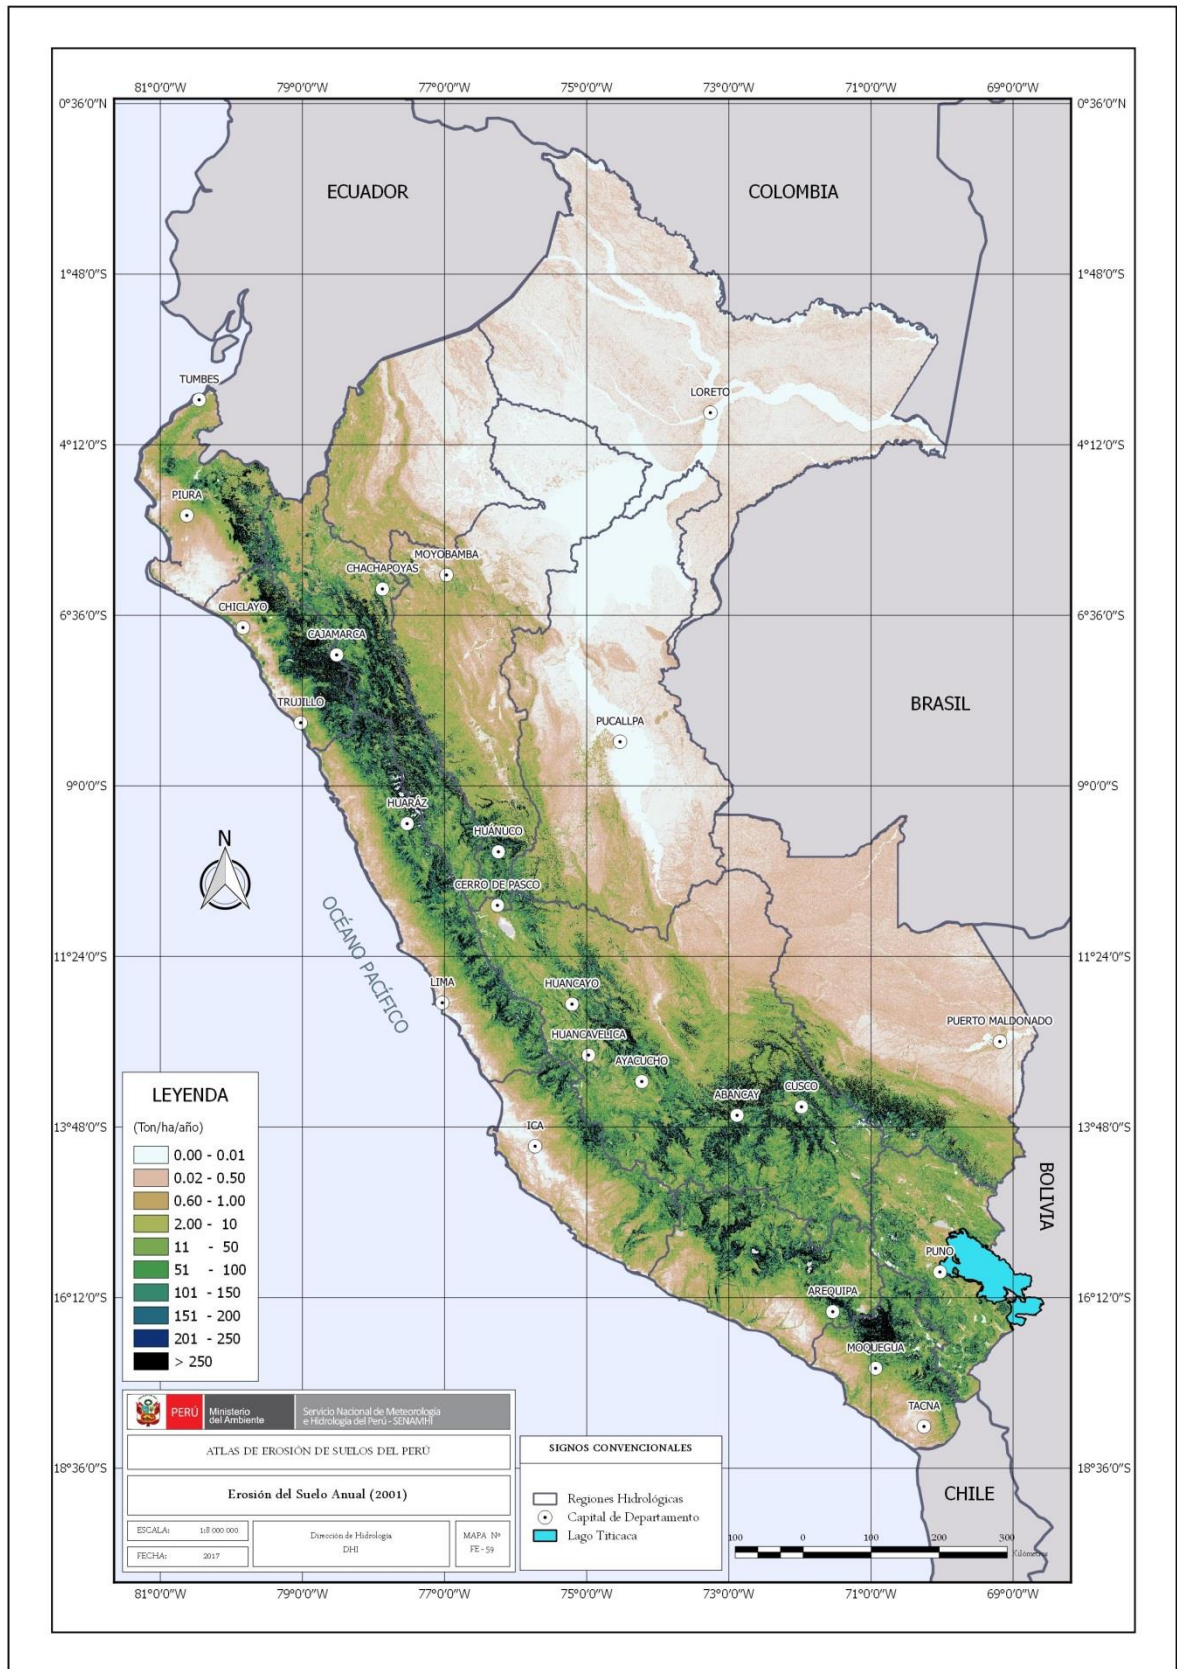 81°0'0"W 79°0'0"W 77°0'0"W 75°0'0"W 73°0'0"W 71°0'0"W 69°0'0"W
0°36'0"N 0°36'0"N
ECUADOR
COLOMBIA
1°48'0"S 1°48'0"S
TUMBES
LORETO
4°12'0"S 4°12'0"S
PIURA
MOYOBAMBA
CHACHAPOYAS
6°36'0"S 6°36'0"S
CHICLAYO
CAJAMARCA
TRUJILLO
BRASIL
PUCALLPA
9°0'0"S 9°0'0"S
HUARÁZ
N
HUÁNUCO
CERRO DE PASCO
OCÉANO PACÍFICO
11°24'0"S 11°24'0"S
LIMA
HUANCAYO
PUERTO MALDONADO
HUANCAVELICA
AYACUCHO
CUSCO
ABANCAY
13°48'0"S 13°48'0"S
ICA
BOLIVIA
PUNO
AREQUIPA
16°12'0"S 16°12'0"S
MOQUEGUA
TACNA
18°36'0"S 18°36'0"S
CHILE
LEYENDA
(Ton/ha/año)
0.00 - 0.01
0.02 - 0.50
0.60 - 1.00
2.00 - 10
11 - 50
51 - 100
101 - 150
151 - 200
201 - 250
> 250
PERÚ
Ministerio
del Ambiente
Servicio Nacional de Meteorología
e Hidrología del Perú - SENAMHI
ATLAS DE EROSIÓN DE SUELOS DEL PERÚ
Erosión del Suelo Anual (2001)
ESCALA: 1:8 000 000
FECHA: 2017
Dirección de Hidrología
DHI
MAPA Nº
FE - 59
SIGNOS CONVENCIONALES
Regiones Hidrológicas
Capital de Departamento
Lago Titicaca
100 0 100 200 300
Kilómetros
81°0'0"W 79°0'0"W 77°0'0"W 75°0'0"W 73°0'0"W 71°0'0"W 69°0'0"W